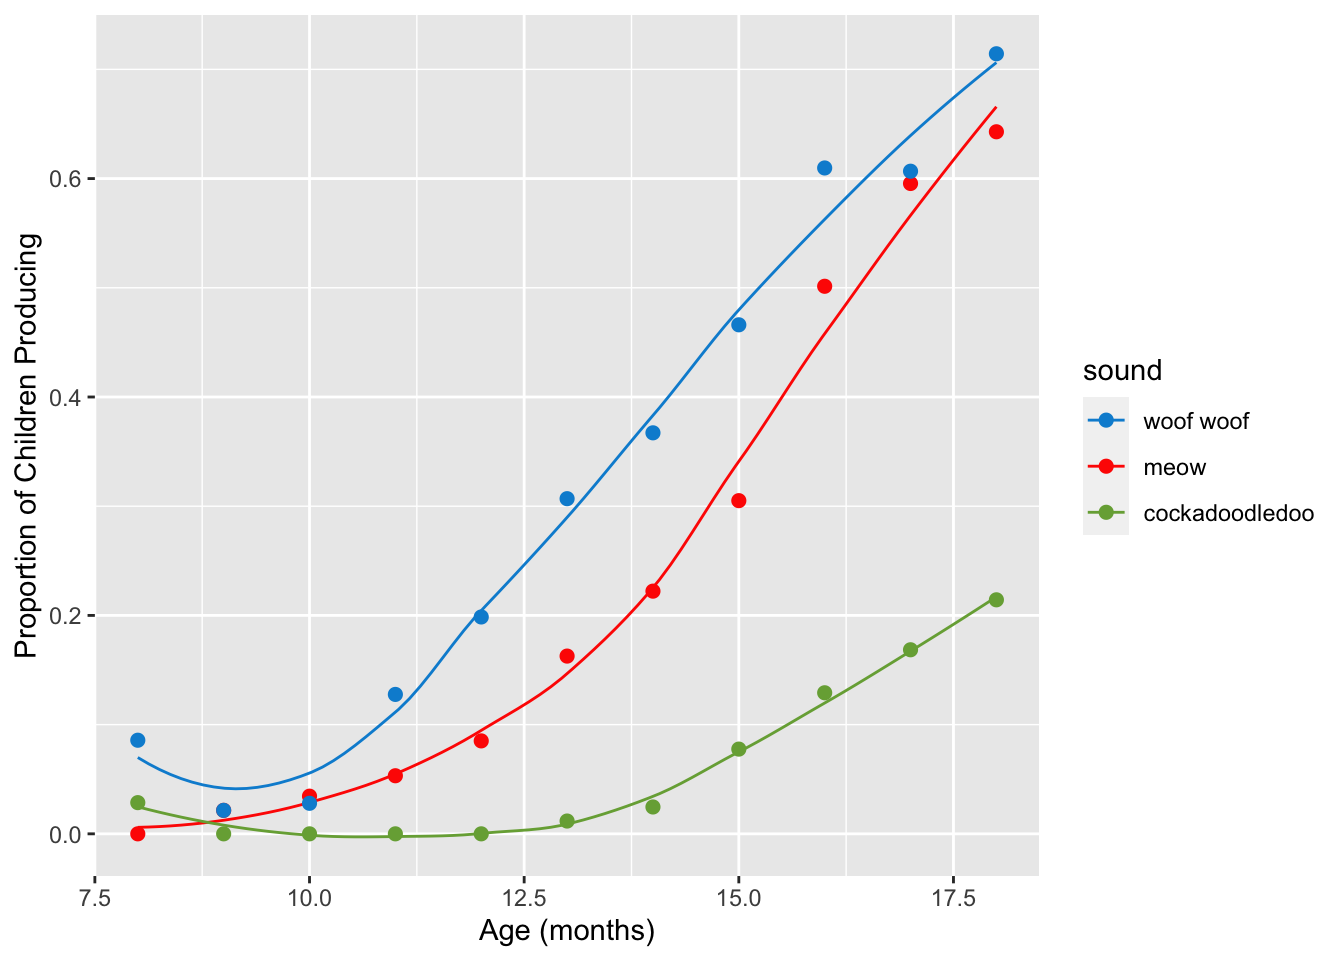 Proportion of Children Producing
0.6
0.4
0.2
0.0
7.5 10.0 12.5 15.0 17.5
Age (months)
sound
woof woof
meow
cockadoodledoo